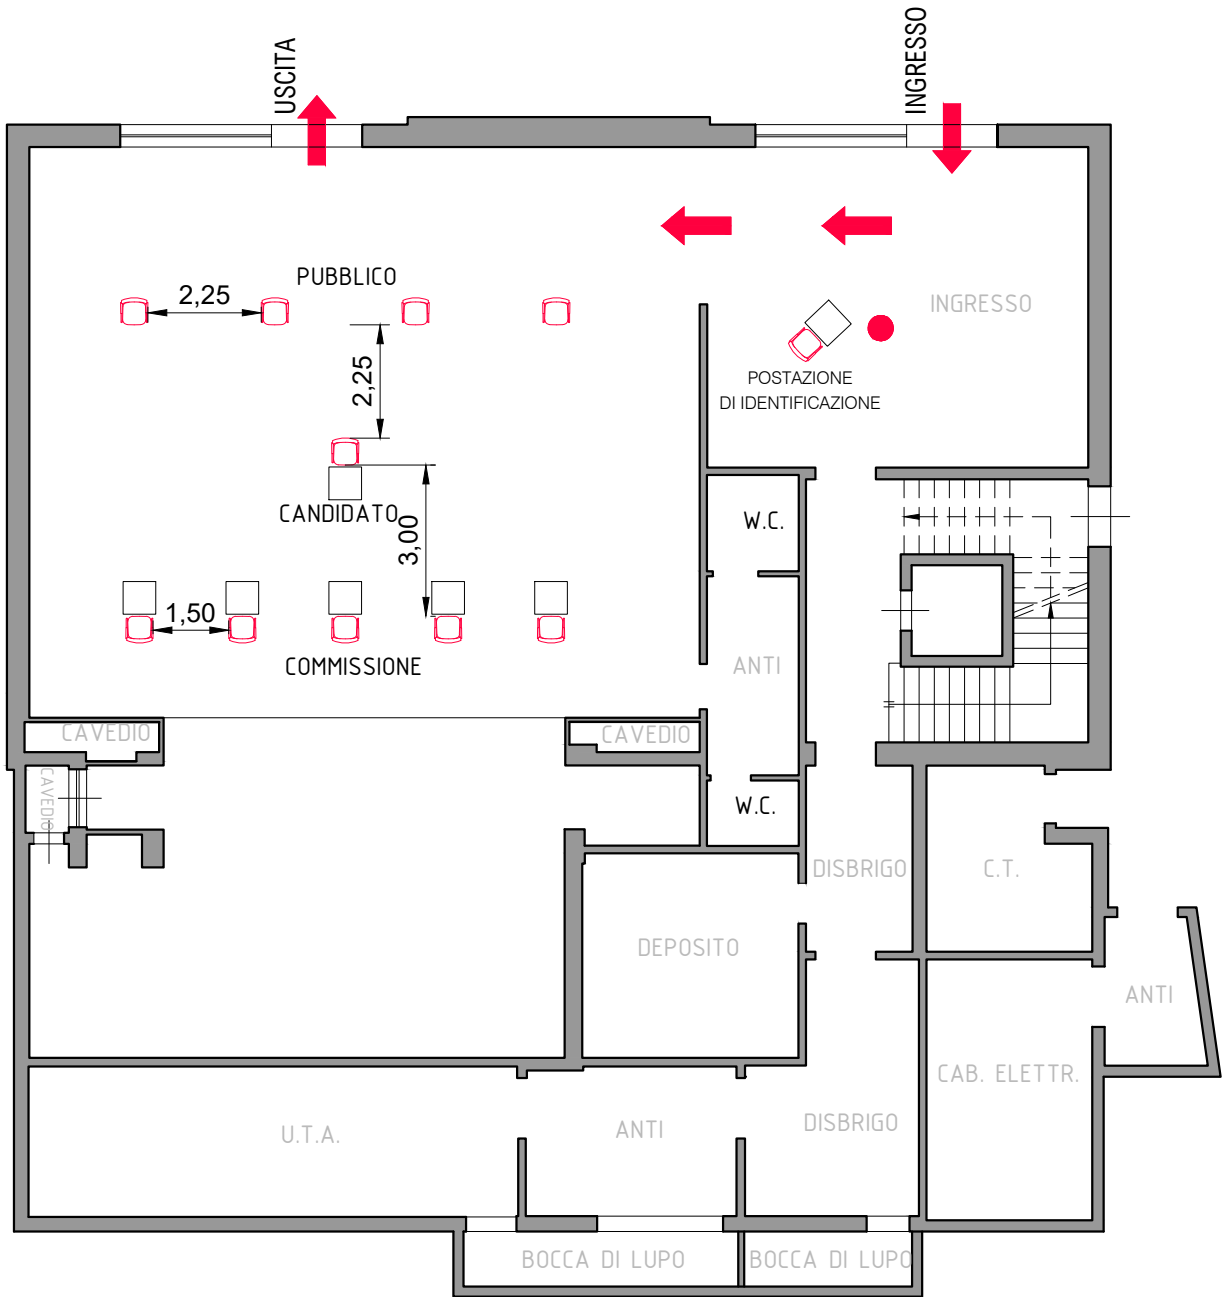 USCITA
INGRESSO
PUBBLICO
2,25
INGRESSO
2,25
POSTAZIONE
DI IDENTIFICAZIONE
CANDIDATO
3,00
W.C.
1,50
COMMISSIONE
ANTI
CAVEDIO
CAVEDIO
CAVEDIO
W.C.
DISBRIGO
C.T.
DEPOSITO
ANTI
CAB. ELETTR.
U.T.A.
ANTI
DISBRIGO
BOCCA DI LUPO
BOCCA DI LUPO